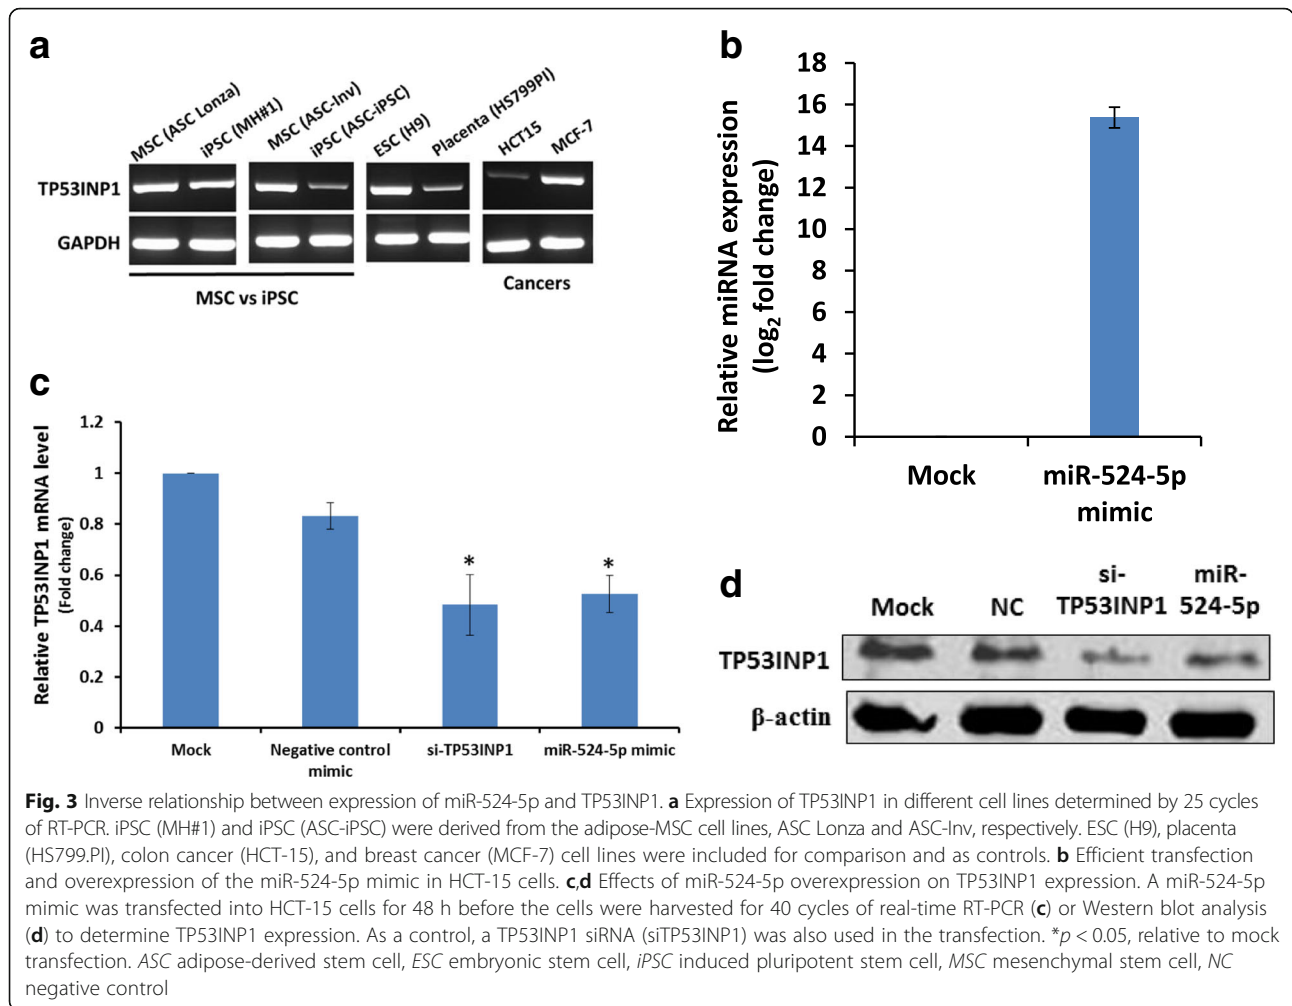 a
MSC (ASC Lonza)
iPSC (MH#1)
MSC (ASC-Inv)
iPSC (ASC-iPSC)
ESC (H9)
Placenta (HS799PI)
HCT15
MCF-7
TP53INP1
GAPDH
MSC vs iPSC
Cancers
b
Relative miRNA expression
(log2 fold change)
18
16
14
12
10
8
6
4
2
0
Mock
miR-524-5p
mimic
c
Relative TP53INP1 mRNA level
(Fold change)
1.2
1
0.8
0.6
0.4
0.2
0
*
*
Mock
Negative control
mimic
si-TP53INP1
miR-524-5p mimic
d
Mock
NC
si-
TP53INP1
miR-
524-5p
TP53INP1
β-actin
Fig. 3 Inverse relationship between expression of miR-524-5p and TP53INP1. a Expression of TP53INP1 in different cell lines determined by 25 cycles
of RT-PCR. iPSC (MH#1) and iPSC (ASC-iPSC) were derived from the adipose-MSC cell lines, ASC Lonza and ASC-Inv, respectively. ESC (H9), placenta
(HS799.PI), colon cancer (HCT-15), and breast cancer (MCF-7) cell lines were included for comparison and as controls. b Efficient transfection
and overexpression of the miR-524-5p mimic in HCT-15 cells. c,d Effects of miR-524-5p overexpression on TP53INP1 expression. A miR-524-5p
mimic was transfected into HCT-15 cells for 48 h before the cells were harvested for 40 cycles of real-time RT-PCR (c) or Western blot analysis
(d) to determine TP53INP1 expression. As a control, a TP53INP1 siRNA (siTP53INP1) was also used in the transfection. *p < 0.05, relative to mock
transfection. ASC adipose-derived stem cell, ESC embryonic stem cell, iPSC induced pluripotent stem cell, MSC mesenchymal stem cell, NC
negative control